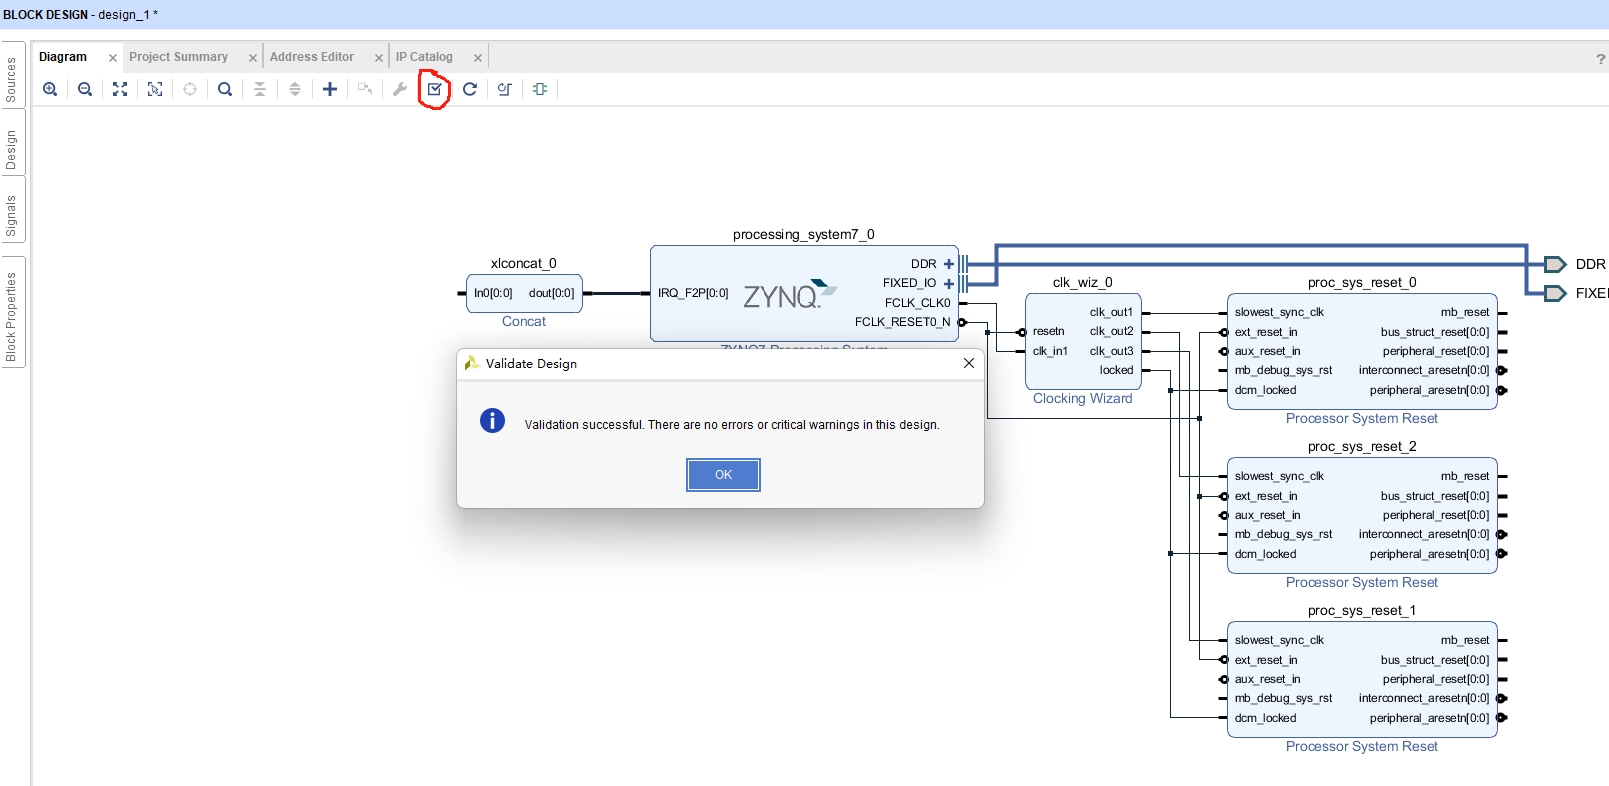 BLOCK DESIGN - design_1 *
Diagram
Project Summary
Address Editor
IP Catalog
?
Sources
Design
Signals
Block Properties
processing_system7_0
DDR
FIXED_IO
FCLK_CLK0
FCLK_RESET0_N
IRQ_F2P[0:0]
ZYNQ
ZYNQ7 Processing System
xlconcat_0
In0[0:0] dout[0:0]
Concat
clk_wiz_0
resetn
clk_in1
clk_out1
clk_out2
clk_out3
locked
Clocking Wizard
DDR
FIXE
proc_sys_reset_0
slowest_sync_clk mb_reset
ext_reset_in bus_struct_reset[0:0]
aux_reset_in peripheral_reset[0:0]
mb_debug_sys_rst interconnect_aresetn[0:0]
dcm_locked peripheral_aresetn[0:0]
Processor System Reset
proc_sys_reset_2
slowest_sync_clk mb_reset
ext_reset_in bus_struct_reset[0:0]
aux_reset_in peripheral_reset[0:0]
mb_debug_sys_rst interconnect_aresetn[0:0]
dcm_locked peripheral_aresetn[0:0]
Processor System Reset
proc_sys_reset_1
slowest_sync_clk mb_reset
ext_reset_in bus_struct_reset[0:0]
aux_reset_in peripheral_reset[0:0]
mb_debug_sys_rst interconnect_aresetn[0:0]
dcm_locked peripheral_aresetn[0:0]
Processor System Reset
Validate Design
Validation successful. There are no errors or critical warnings in this design.
OK